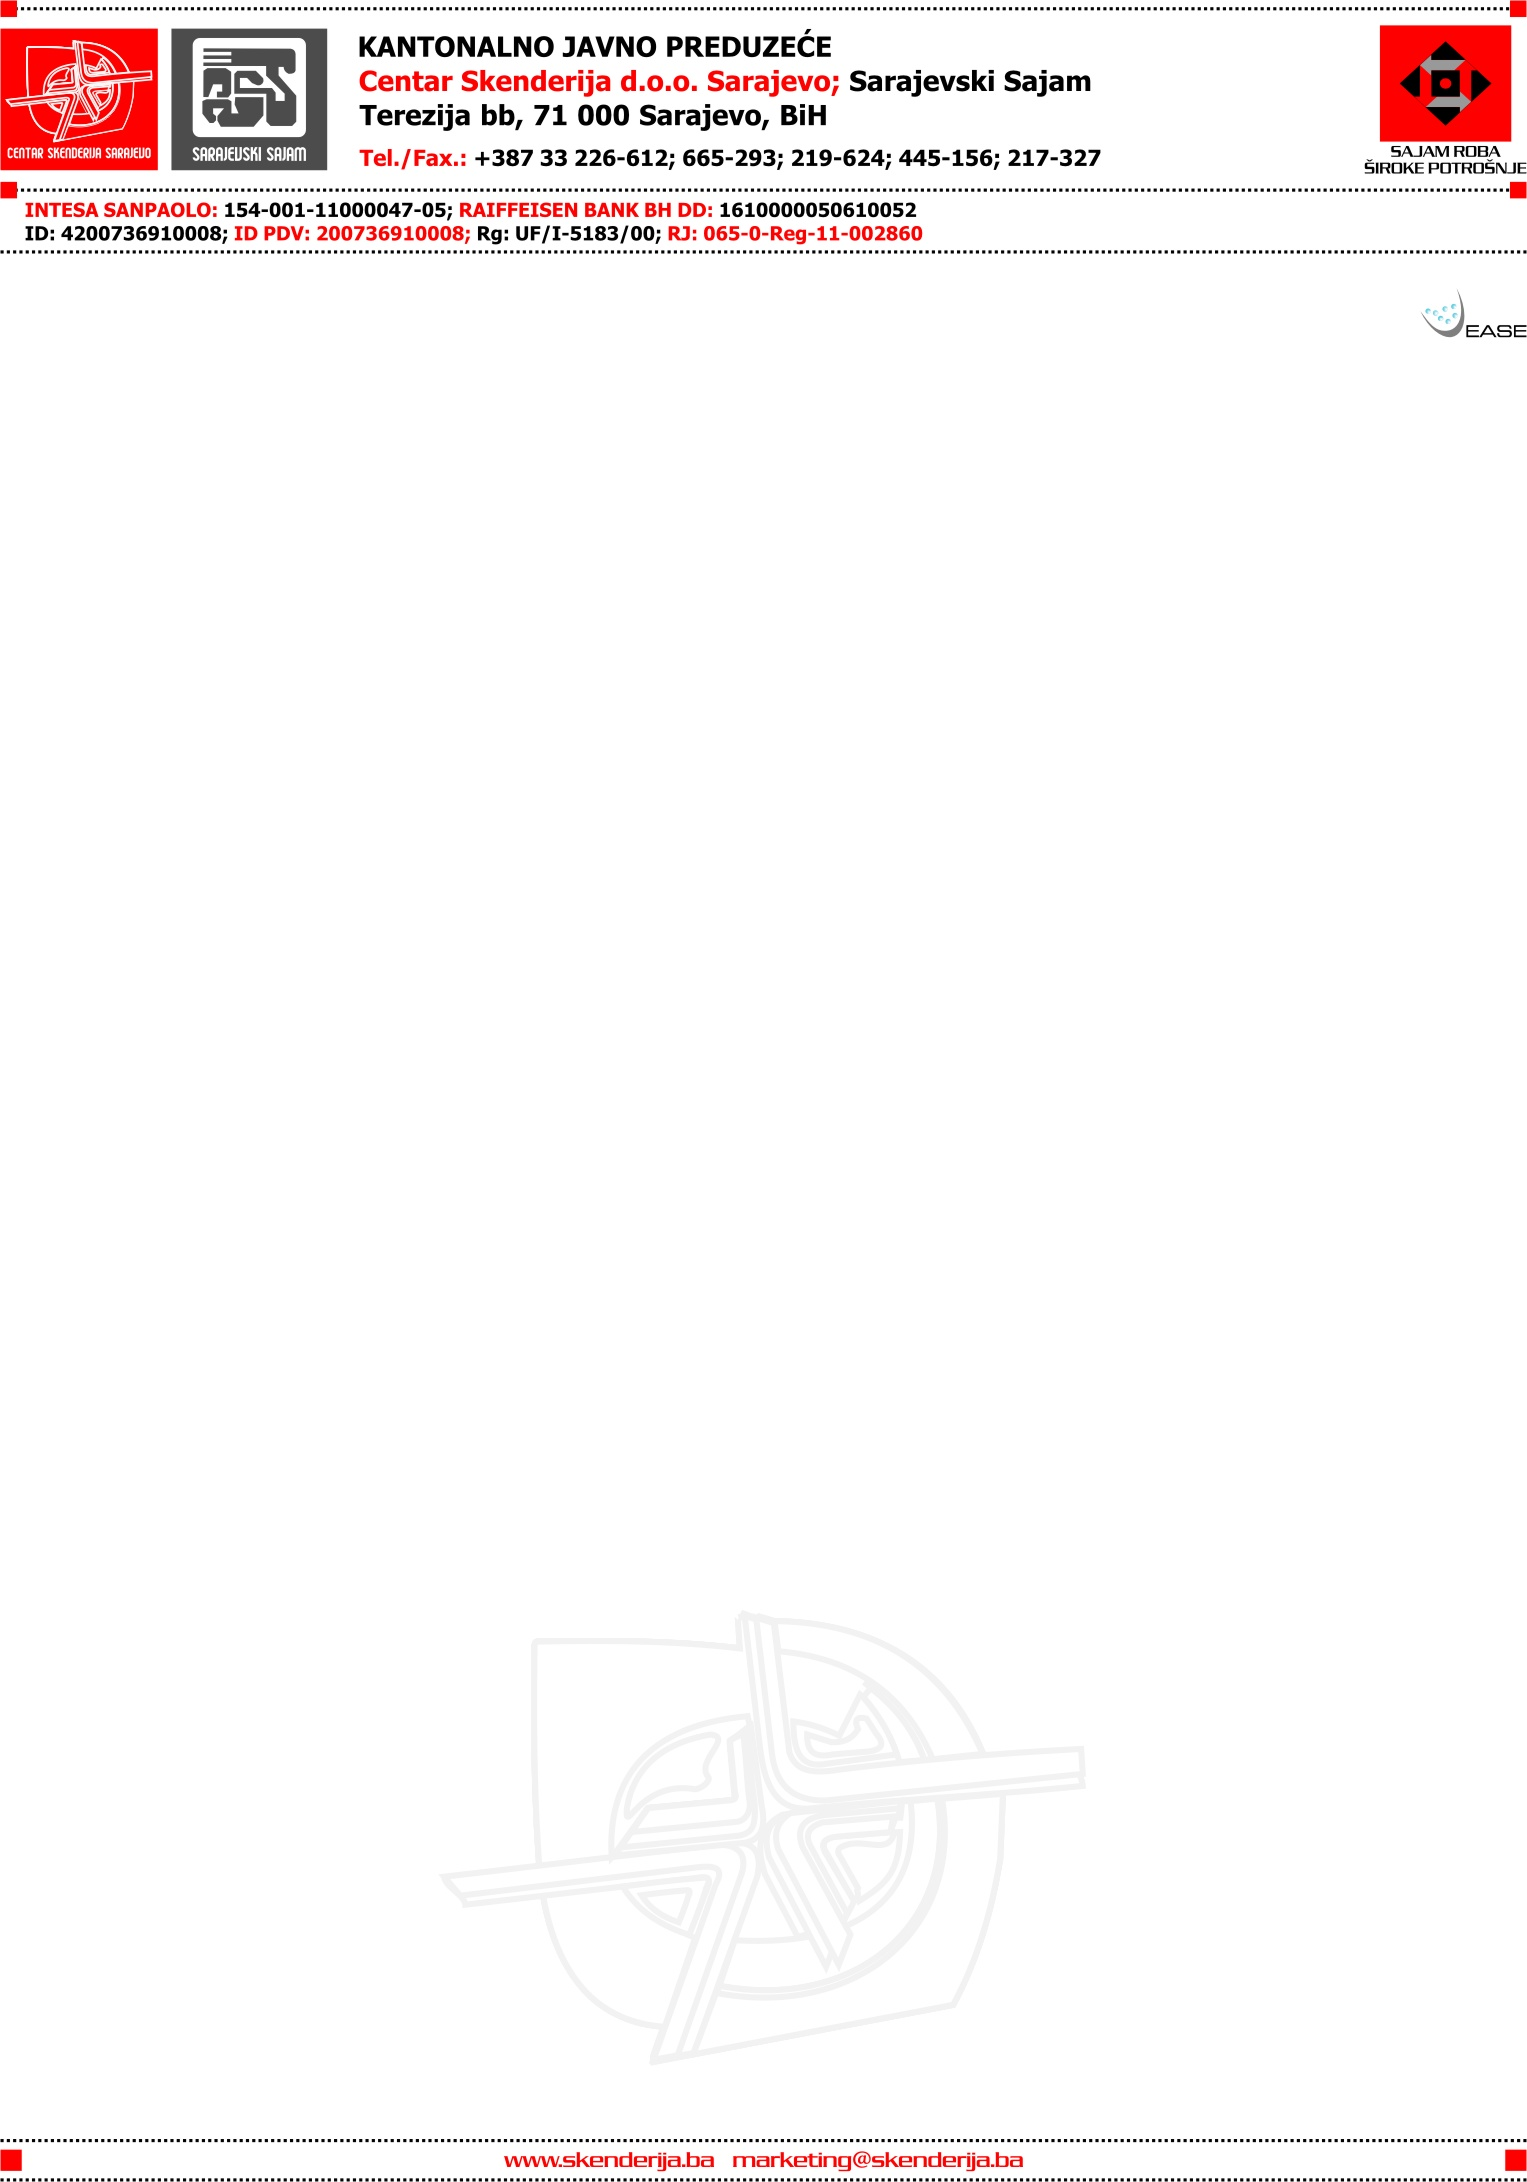 KANTONALNO JAVNO PREDUZEĆE
Centar Skenderija d.o.o. Sarajevo; Sarajevski Sajam
Terezija bb, 71 000 Sarajevo, BiH
Tel./Fax.: +387 33 226-612; 665-293; 219-624; 445-156; 217-327
CENTAR SKENDERIJA SARAJEVO
SARAJEVSKI SAJAM
SAJAM ROBA
ŠIROKE POTROŠNJE
INTESA SANPAOLO: 154-001-11000047-05; RAIFFEISEN BANK BH DD: 1610000050610052
ID: 4200736910008; ID PDV: 200736910008; Rg: UF/I-5183/00; RJ: 065-0-Reg-11-002860
EASE
www.skenderija.ba marketing@skenderija.ba